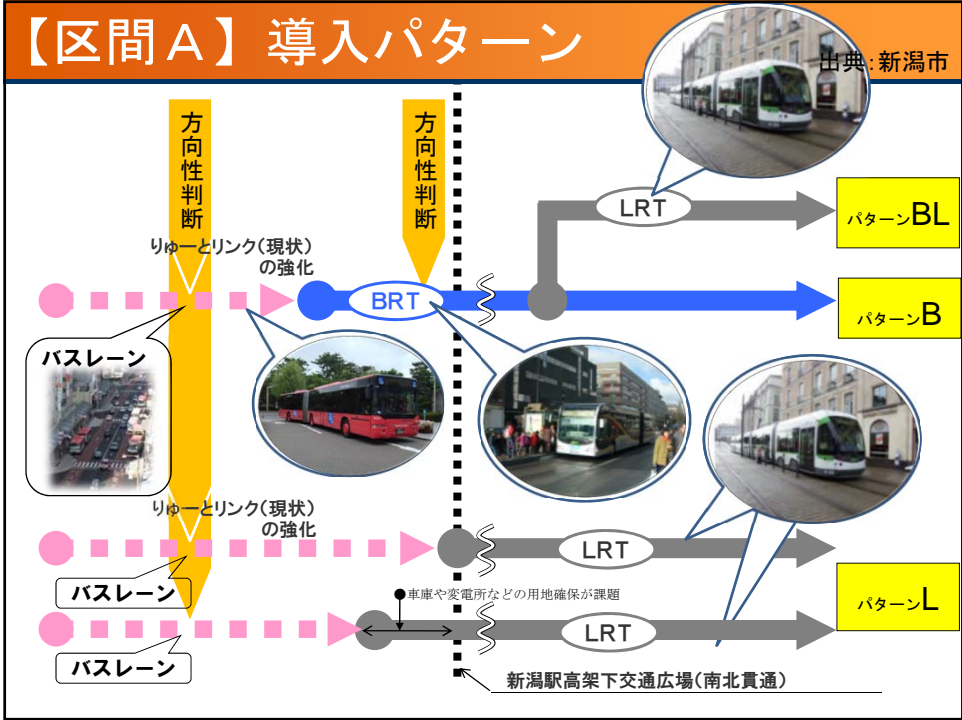 【区間A】導入パターン
出典:新潟市
方向性判断
方向性判断
LRT
パターンBL
りゅーとリンク(現状)
の強化
BRT
パターンB
バスレーン
りゅーとリンク(現状)
の強化
LRT
バスレーン
●車庫や変電所などの用地確保が課題
パターンL
LRT
バスレーン
新潟駅高架下交通広場(南北貫通)